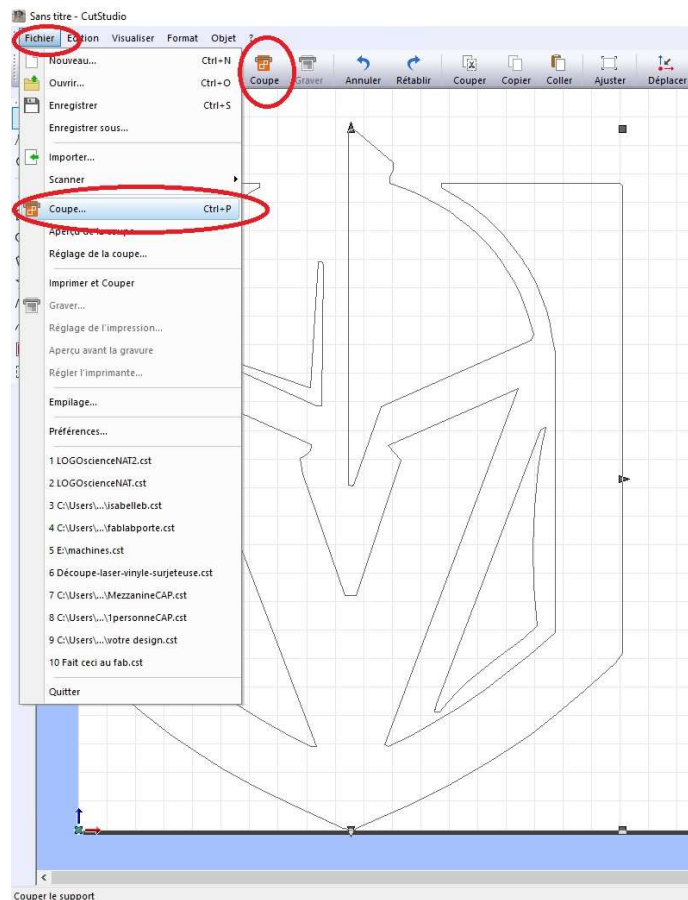 Sans titre - CutStudio
Fichier Edition Visualiser Format Objet ?
Coupe Graver Annuler Rétablir Couper Copier Coller Ajuster Déplacer
Nouveau... Ctrl+N
Ouvrir... Ctrl+O
Enregistrer Ctrl+S
Enregistrer sous...
Importer...
Scanner
Coupe... Ctrl+P
Aperçu de la coupe...
Réglage de la coupe...
Imprimer et Couper
Graver...
Réglage de l'impression...
Aperçu avant la gravure
Régler l'imprimante...
Empilage...
Préférences...
1 LOGOscienceNAT2.cst
2 LOGOscienceNAT.cst
3 C:\Users\...\isabelleb.cst
4 C:\Users\...\fablabporte.cst
5 E:\machines.cst
6 Découpe-laser-vinyle-surjeteuse.cst
7 C:\Users\...\MezzanineCAP.cst
8 C:\Users\...\1personneCAP.cst
9 C:\Users\...\votre design.cst
10 Fait ceci au fab.cst
Quitter
Couper le support